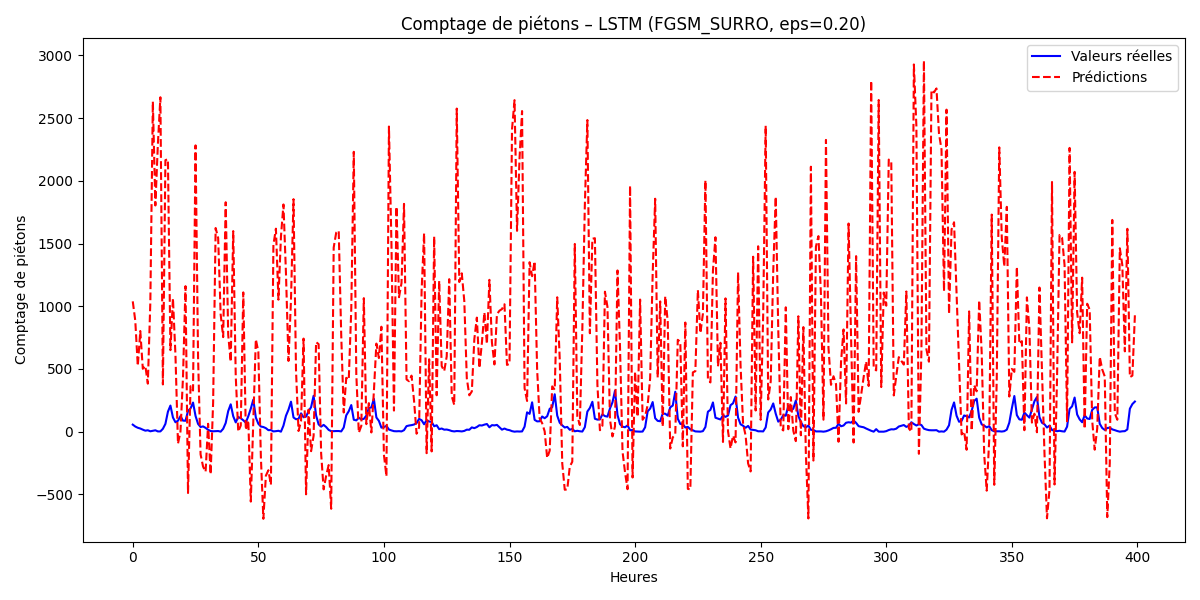 Comptage de piétons – LSTM (FGSM_SURRO, eps=0.20)
Valeurs réelles
Prédictions
Comptage de piétons
3000
2500
2000
1500
1000
500
0
−500
0 50 100 150 200 250 300 350 400
Heures